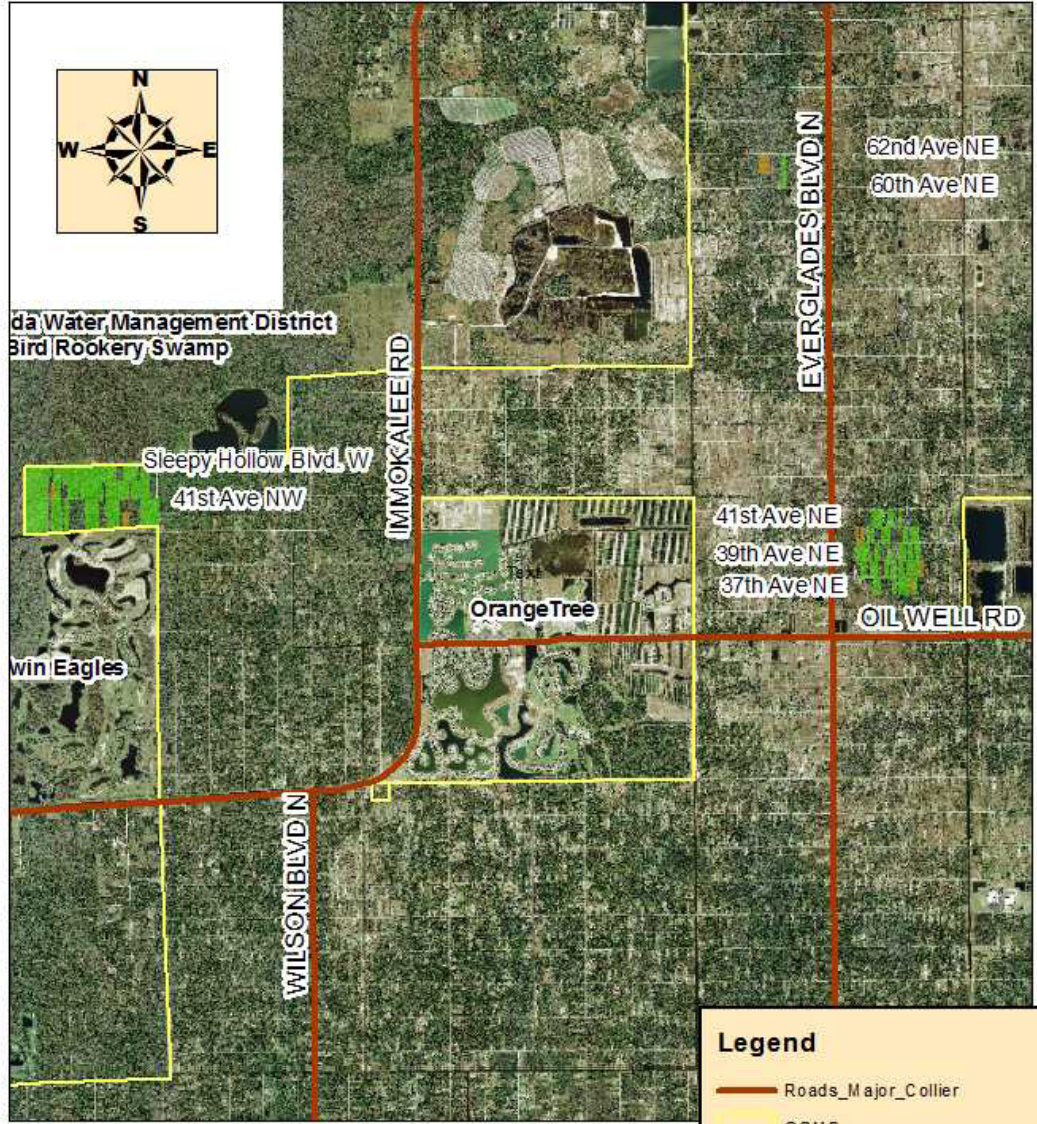 N
W E
S
62nd Ave NE
60th Ave NE
EVERGLADES BLVD N
da Water Management District
Bird Rookery Swamp
IMMOKALEE RD
Sleepy Hollow Blvd. W
41st Ave NW
41st Ave NE
39th Ave NE
37th Ave NE
Text
OrangeTree
OIL WELL RD
win Eagles
WILSON BLVD N
Legend
Roads_Major_Collier